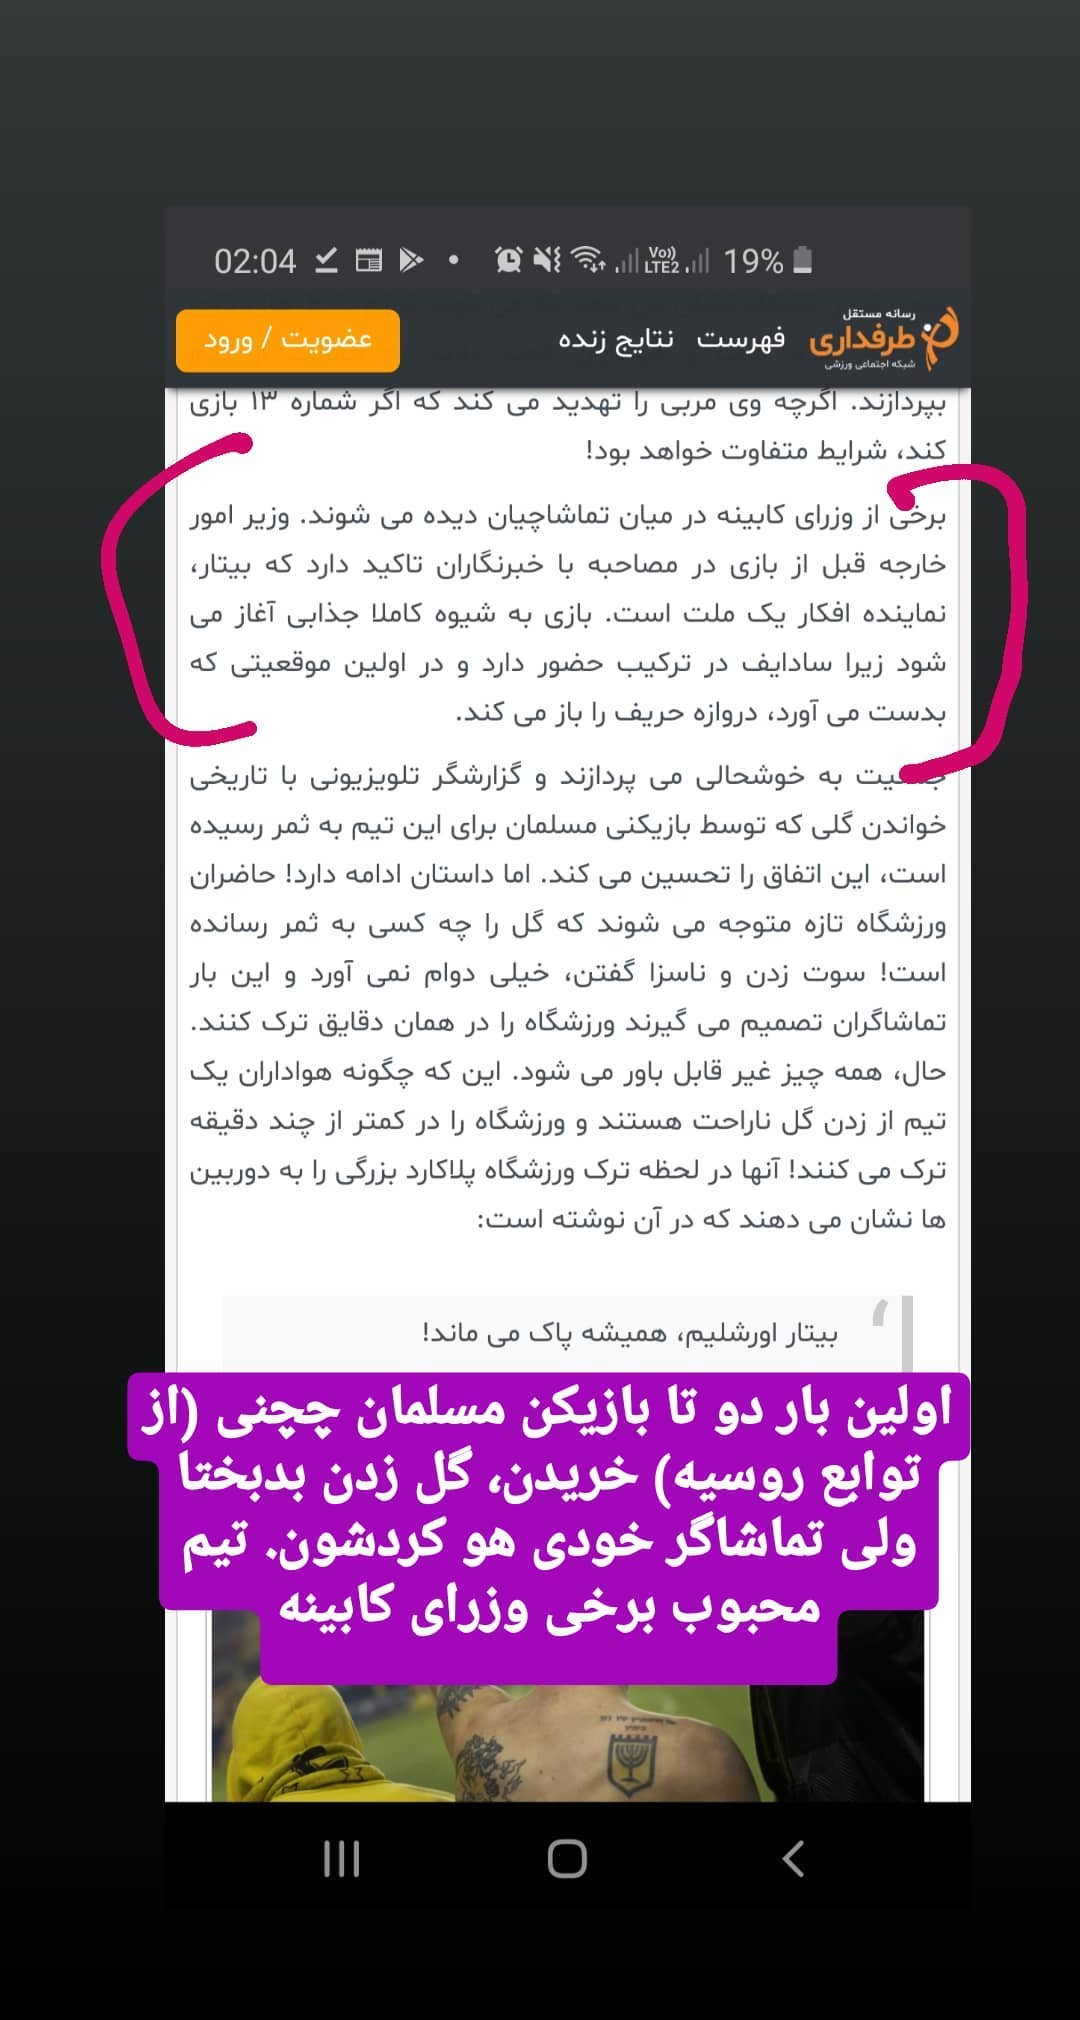 02:04
Vo))
LTE2
19%
رسانه مستقل
طرفداری
شبکه اجتماعی ورزشی
فهرست
نتایج زنده
عضویت / ورود
بپردازند. اگرچه وی مربی را تهدید می کند که اگر شماره ۱۳ بازی
کند، شرایط متفاوت خواهد بود!
برخی از وزرای کابینه در میان تماشاچیان دیده می شوند. وزیر امور
خارجه قبل از بازی در مصاحبه با خبرنگاران تاکید دارد که بیتار،
نماینده افکار یک ملت است. بازی به شیوه کاملا جذابی آغاز می
شود زیرا سادایف در ترکیب حضور دارد و در اولین موقعیتی که
بدست می آورد، دروازه حریف را باز می کند.
جمعیت به خوشحالی می پردازند و گزارشگر تلویزیونی با تاریخی
خواندن گلی که توسط بازیکنی مسلمان برای این تیم به ثمر رسیده
است، این اتفاق را تحسین می کند. اما داستان ادامه دارد! حاضران
ورزشگاه تازه متوجه می شوند که گل را چه کسی به ثمر رسانده
است! سوت زدن و ناسزا گفتن، خیلی دوام نمی آورد و این بار
تماشاگران تصمیم می گیرند ورزشگاه را در همان دقایق ترک کنند.
حال، همه چیز غیر قابل باور می شود. این که چگونه هواداران یک
تیم از زدن گل ناراحت هستند و ورزشگاه را در کمتر از چند دقیقه
ترک می کنند! آنها در لحظه ترک ورزشگاه پلاکارد بزرگی را به دوربین
ها نشان می دهند که در آن نوشته است:
بیتار اورشلیم، همیشه پاک می ماند!
اولین بار دو تا بازیکن مسلمان چچنی (از
توابع روسیه) خریدن، گل زدن بدبختا
ولی تماشاگر خودی هو کردشون. تیم
محبوب برخی وزرای کابینه